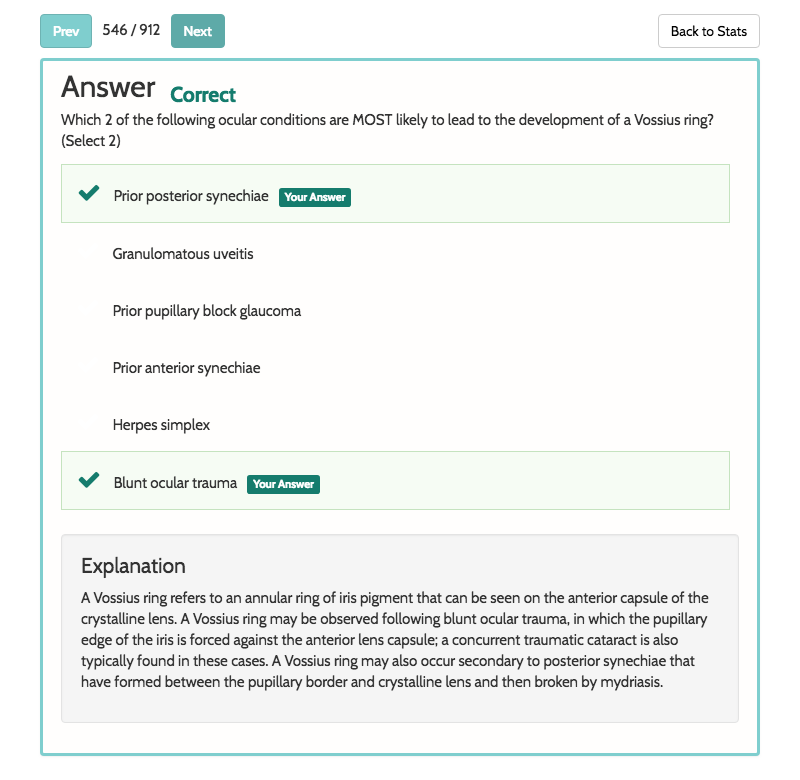 Prev 546 / 912 Next Back to Stats
Answer Correct
Which 2 of the following ocular conditions are MOST likely to lead to the development of a Vossius ring?
(Select 2)
Prior posterior synechiae Your Answer
Granulomatous uveitis
Prior pupillary block glaucoma
Prior anterior synechiae
Herpes simplex
Blunt ocular trauma Your Answer
Explanation
A Vossius ring refers to an annular ring of iris pigment that can be seen on the anterior capsule of the
crystalline lens. A Vossius ring may be observed following blunt ocular trauma, in which the pupillary
edge of the iris is forced against the anterior lens capsule; a concurrent traumatic cataract is also
typically found in these cases. A Vossius ring may also occur secondary to posterior synechiae that
have formed between the pupillary border and crystalline lens and then broken by mydriasis.